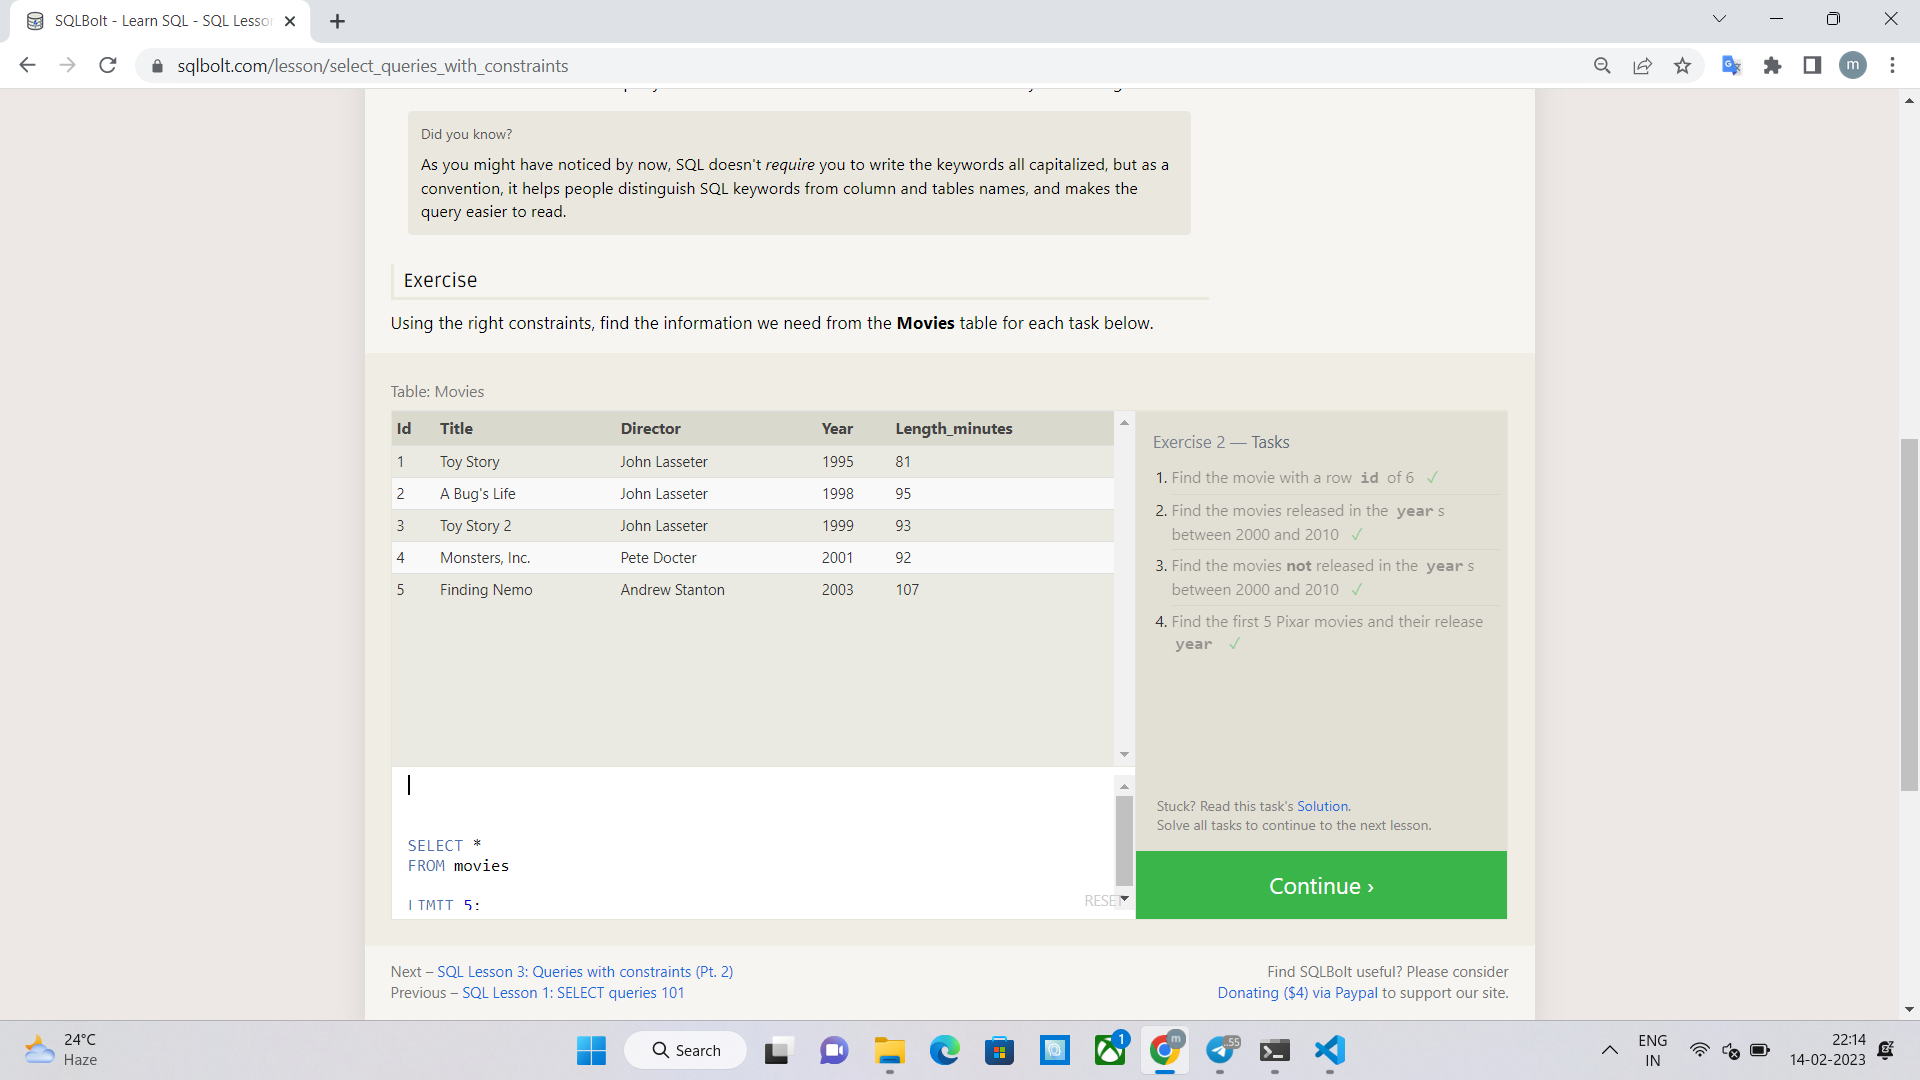 SQLBolt - Learn SQL - SQL Lesson
sqlbolt.com/lesson/select_queries_with_constraints
m
Did you know?
As you might have noticed by now, SQL doesn't require you to write the keywords all capitalized, but as a
convention, it helps people distinguish SQL keywords from column and tables names, and makes the
query easier to read.
Exercise
Using the right constraints, find the information we need from the Movies table for each task below.
Table: Movies
Id Title Director Year Length_minutes
1 Toy Story John Lasseter 1995 81
2 A Bug's Life John Lasseter 1998 95
3 Toy Story 2 John Lasseter 1999 93
4 Monsters, Inc. Pete Docter 2001 92
5 Finding Nemo Andrew Stanton 2003 107
Exercise 2 — Tasks
1. Find the movie with a row id of 6 ✓
2. Find the movies released in the year s
between 2000 and 2010 ✓
3. Find the movies not released in the year s
between 2000 and 2010 ✓
4. Find the first 5 Pixar movies and their release
year ✓
Stuck? Read this task's Solution.
Solve all tasks to continue to the next lesson.
Continue ›
SELECT *
FROM movies
LIMIT 5;
RESET
Next – SQL Lesson 3: Queries with constraints (Pt. 2)
Previous – SQL Lesson 1: SELECT queries 101
Find SQLBolt useful? Please consider
Donating ($4) via Paypal to support our site.
24°C
Haze
Search
1
m
55
ENG
IN
22:14
14-02-2023